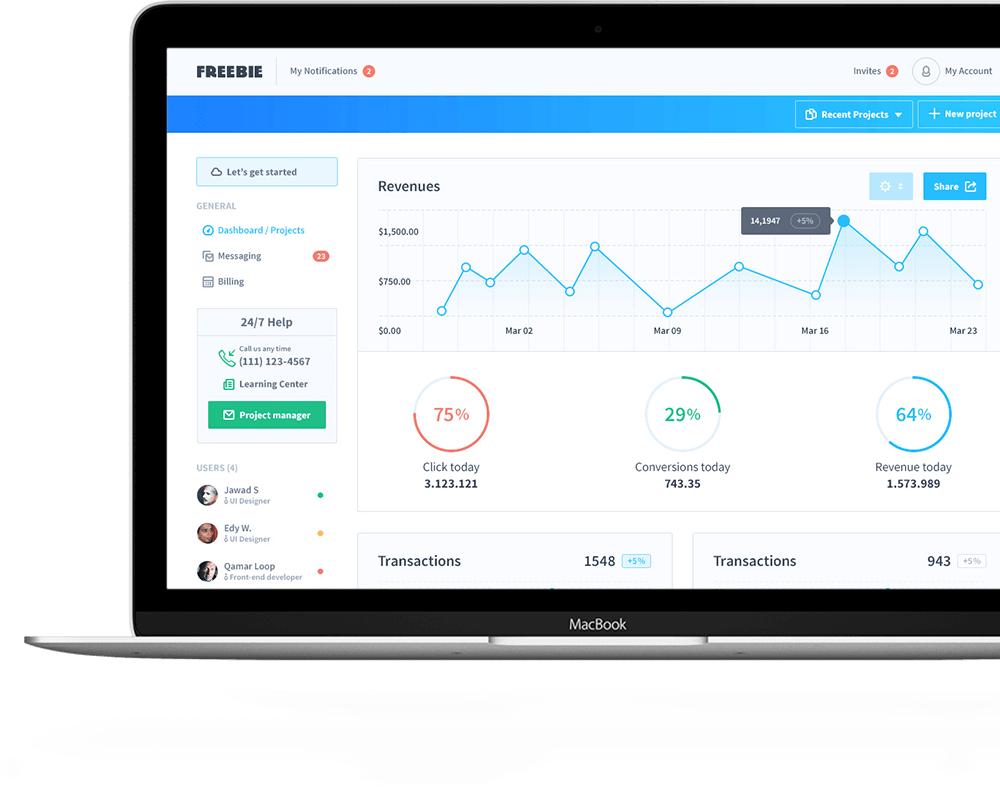 FREEBIE
My Notifications 2
Invites 2
My Account
Recent Projects
New project
Let's get started
GENERAL
Dashboard / Projects
Messaging 23
Billing
24/7 Help
Call us any time
(111) 123-4567
Learning Center
Project manager
USERS (4)
Jawad S
UI Designer
Edy W.
UI Designer
Qamar Loop
Front-end developer
Revenues
Share
14,1947 +5%
$1,500.00
$750.00
$0.00 Mar 02 Mar 09 Mar 16 Mar 23
75% 29% 64%
Click today Conversions today Revenue today
3.123.121 743.35 1.573.989
Transactions 1548 +5%
Transactions 943 +5%
MacBook